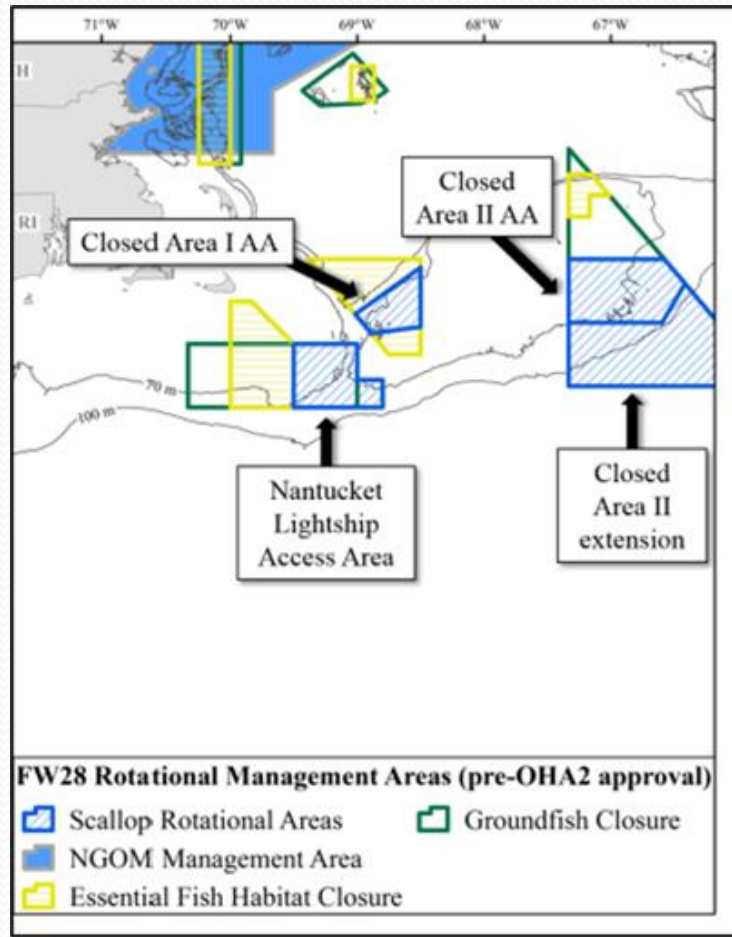 71°W 70°W 69°W 68°W 67°W
H
RI
Closed
Area II AA
Closed Area I AA
70 m
100 m
Nantucket
Lightship
Access Area
Closed
Area II
extension
FW28 Rotational Management Areas (pre-OHA2 approval)
Scallop Rotational Areas
Groundfish Closure
NGOM Management Area
Essential Fish Habitat Closure